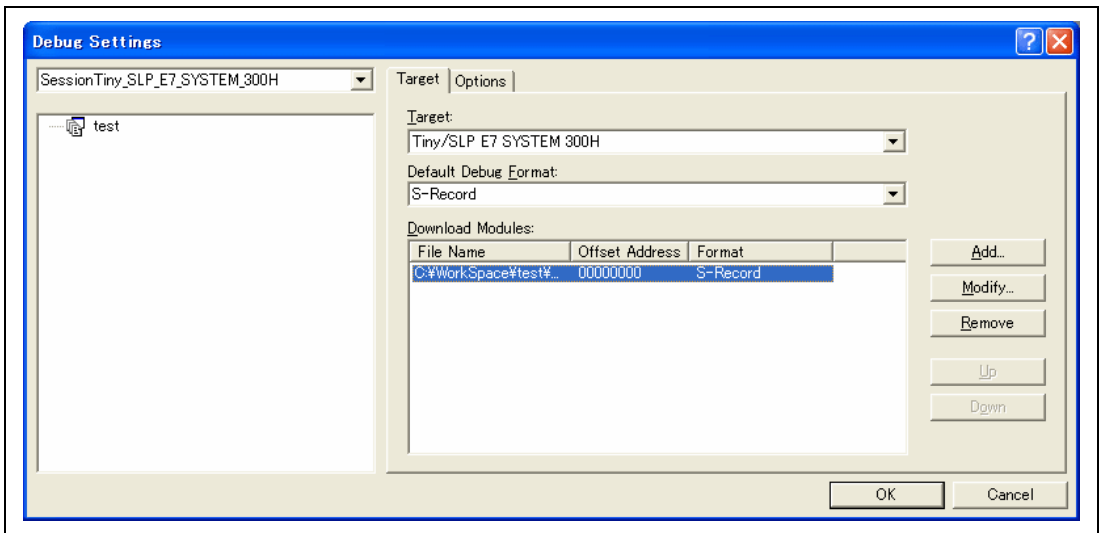 Debug Settings
SessionTiny_SLP_E7_SYSTEM_300H
test
Target Options
Target:
Tiny/SLP E7 SYSTEM 300H
Default Debug Format:
S-Record
Download Modules:
File Name Offset Address Format
C:¥WorkSpace¥test¥... 00000000 S-Record
Add...
Modify...
Remove
Up
Down
OK Cancel